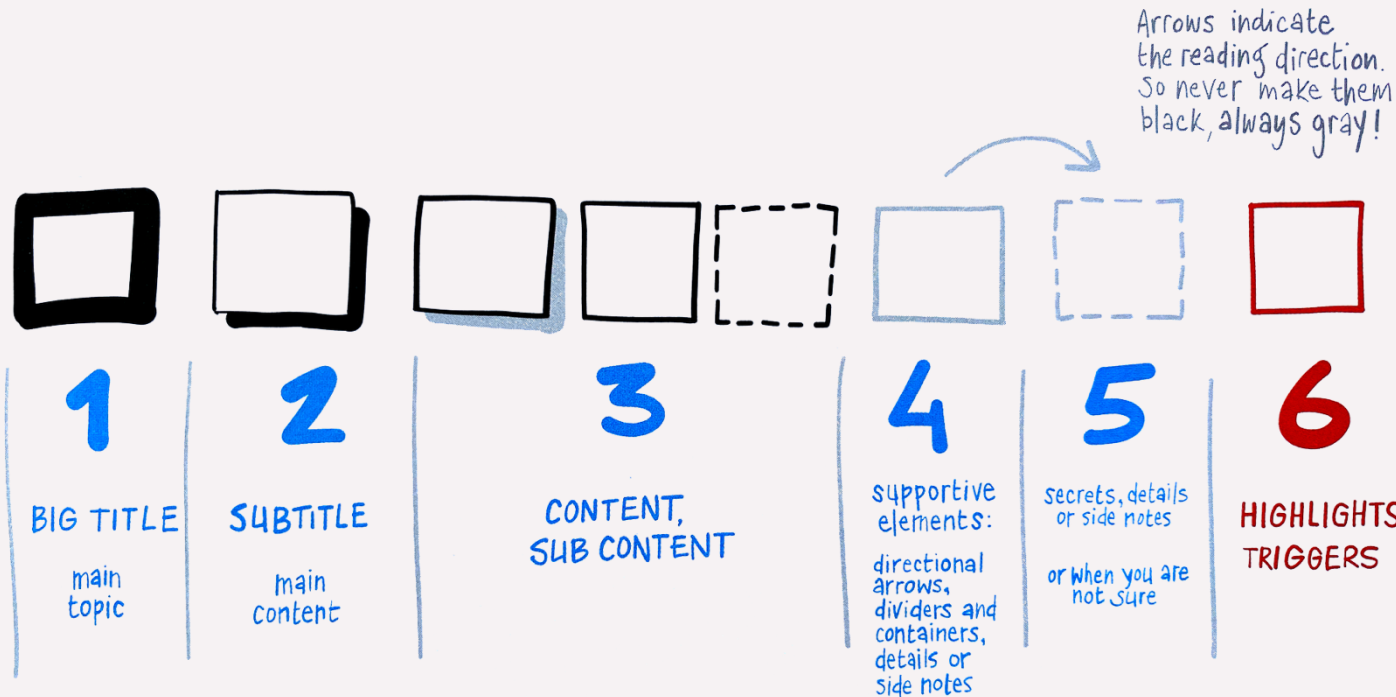 Arrows indicate
the reading direction.
So never make them
black, always gray!
1
BIG TITLE
main
topic
2
SUBTITLE
main
content
3
CONTENT,
SUB CONTENT
4
supportive
elements:
directional
arrows,
dividers and
containers,
details or
side notes
5
secrets, details
or side notes
or when you are
not sure
6
HIGHLIGHTS
TRIGGERS